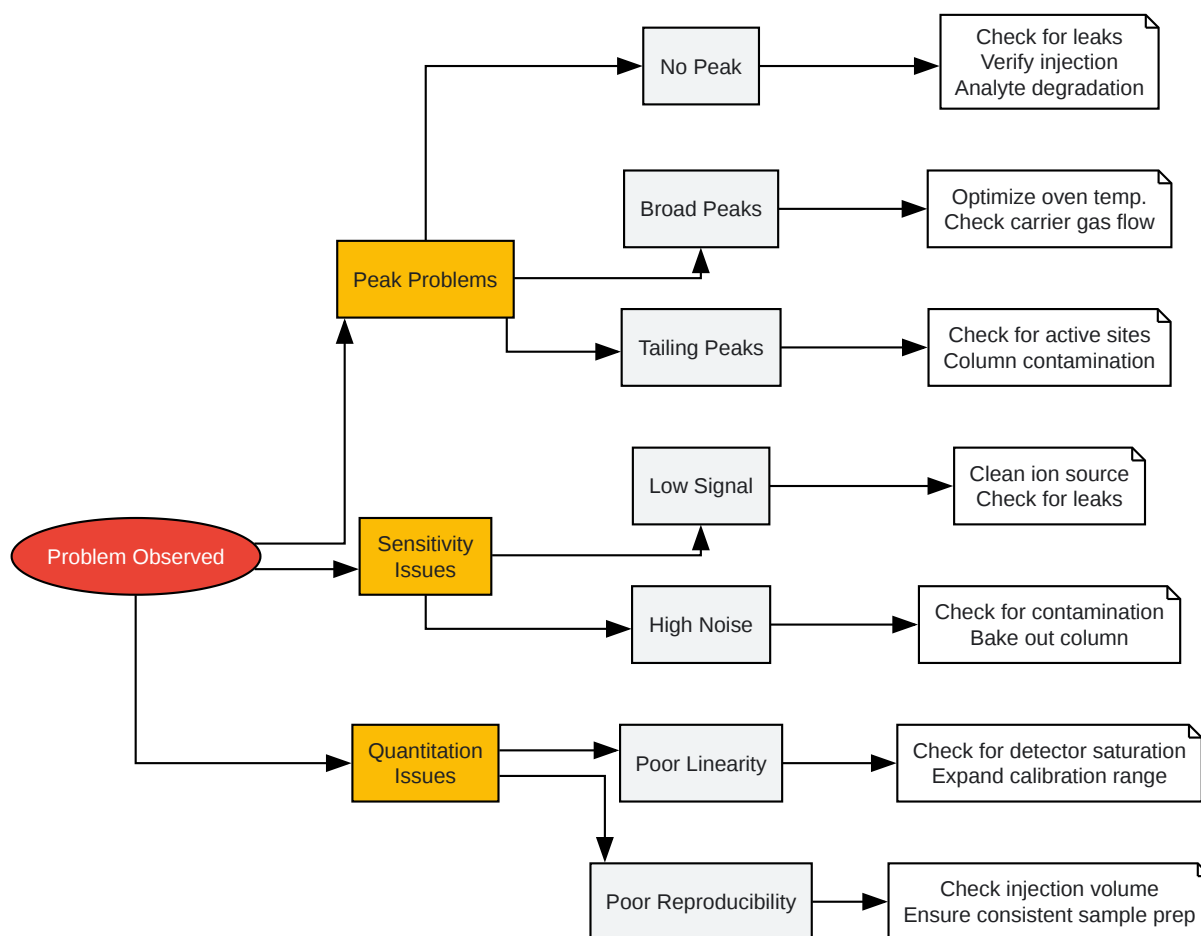 Problem Observed
Peak Problems
No Peak
Check for leaks
Verify injection
Analyte degradation
Broad Peaks
Optimize oven temp.
Check carrier gas flow
Tailing Peaks
Check for active sites
Column contamination
Sensitivity
Issues
Low Signal
Clean ion source
Check for leaks
High Noise
Check for contamination
Bake out column
Quantitation
Issues
Poor Linearity
Check for detector saturation
Expand calibration range
Poor Reproducibility
Check injection volume
Ensure consistent sample prep